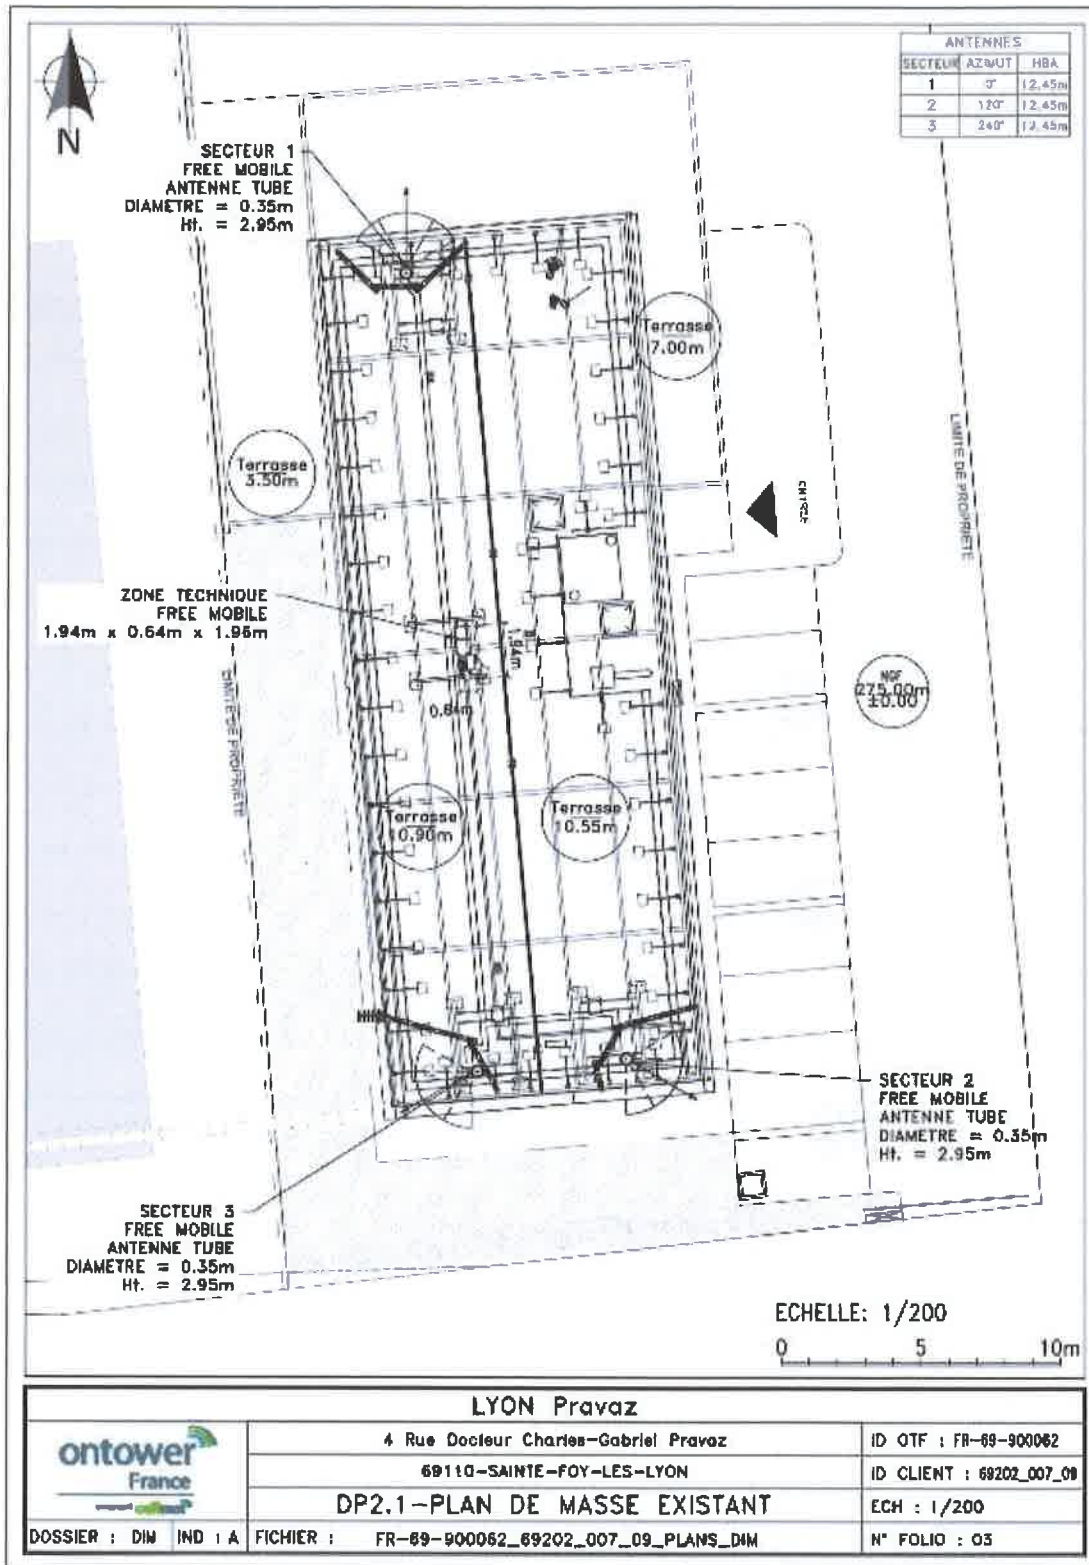 ANTENNES
SECTEUR AZIMUT HBA
1 0° 12.45m
2 120° 12.45m
3 240° 12.45m
N
SECTEUR 1
FREE MOBILE
ANTENNE TUBE
DIAMETRE = 0.35m
Ht. = 2.95m
Terrasse
7.00m
Terrasse
3.50m
ENTREE
LIMITE DE PROPRIETE
ZONE TECHNIQUE
FREE MOBILE
1.94m x 0.64m x 1.96m
1.94m
0.64m
NGF
275.00m
±0.00
LIMITE DE PROPRIETE
Terrasse
10.90m
Terrasse
10.55m
SECTEUR 2
FREE MOBILE
ANTENNE TUBE
DIAMETRE = 0.35m
Ht. = 2.95m
SECTEUR 3
FREE MOBILE
ANTENNE TUBE
DIAMETRE = 0.35m
Ht. = 2.95m
ECHELLE: 1/200
0 5 10m
LYON Pravaz
ontower
France
cellnex
4 Rue Docteur Charles-Gabriel Pravaz
69110-SAINTE-FOY-LES-LYON
DP2.1-PLAN DE MASSE EXISTANT
ID OTF : FR-69-900062
ID CLIENT : 69202_007_09
ECH : 1/200
DOSSIER : DIM IND : A FICHIER : FR-69-900062_69202_007_09_PLANS_DIM N° FOLIO : 03